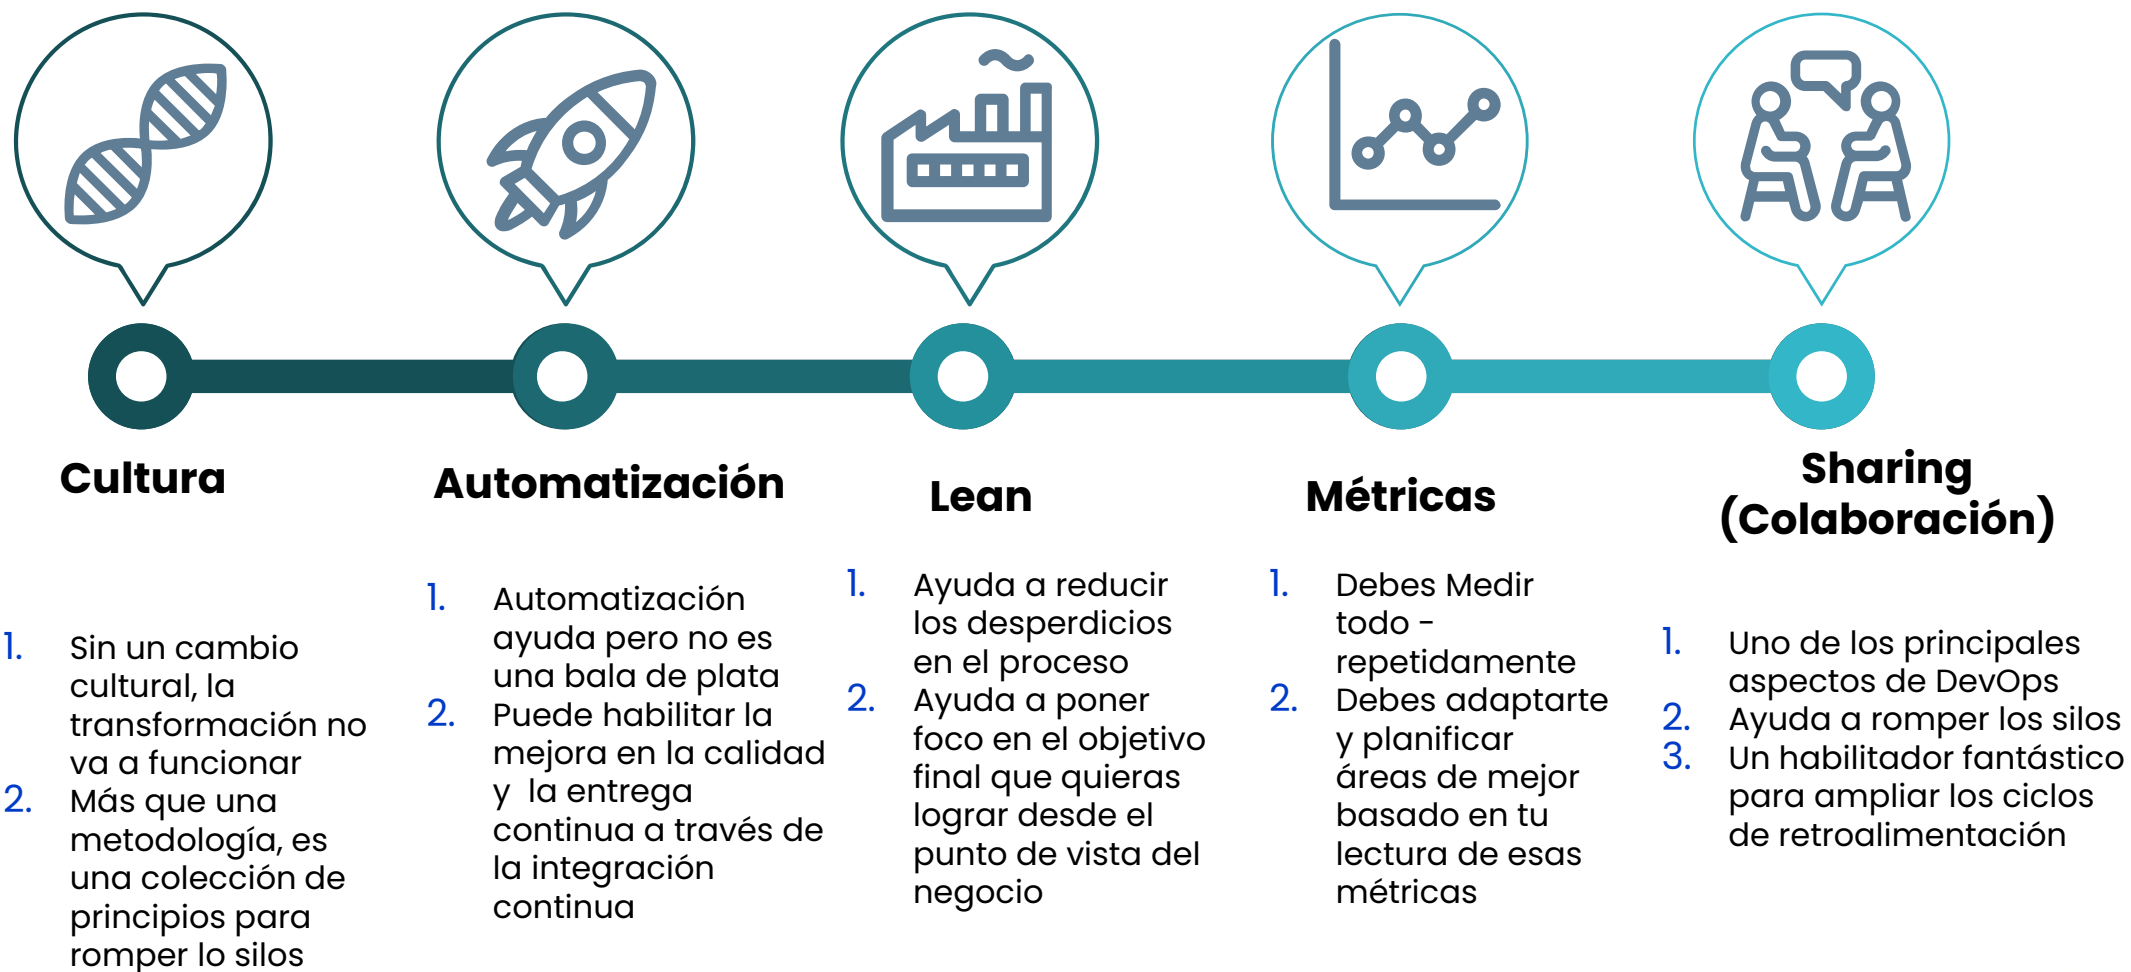 Cultura
1. Sin un cambio
cultural, la
transformación no
va a funcionar
2. Más que una
metodología, es
una colección de
principios para
romper lo silos
Automatización
1. Automatización
ayuda pero no es
una bala de plata
2. Puede habilitar la
mejora en la calidad
y  la entrega
continua a través de
la integración
continua
Lean
1. Ayuda a reducir
los desperdicios
en el proceso
2. Ayuda a poner
foco en el objetivo
final que quieras
lograr desde el
punto de vista del
negocio
Métricas
1. Debes Medir
todo -
repetidamente
2. Debes adaptarte
y planificar
áreas de mejor
basado en tu
lectura de esas
métricas
Sharing
(Colaboración)
1. Uno de los principales
aspectos de DevOps
2. Ayuda a romper los silos
3. Un habilitador fantástico
para ampliar los ciclos
de retroalimentación